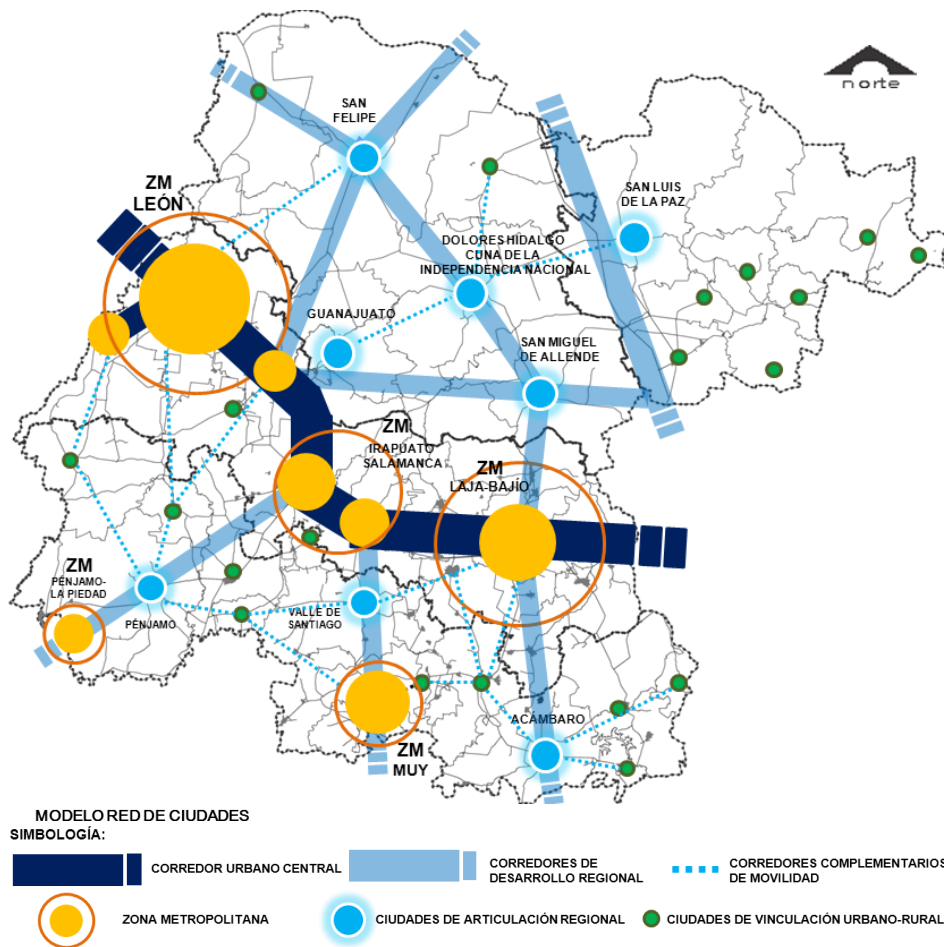 norte
SAN
FELIPE
ZM
LEÓN
SAN LUIS
DE LA PAZ
DOLORES HIDALGO
CUNA DE LA
INDEPENDENCIA NACIONAL
GUANAJUATO
SAN MIGUEL
DE ALLENDE
ZM
IRAPUATO
SALAMANCA
ZM
LAJA-BAJÍO
ZM
PÉNJAMO-
LA PIEDAD
PÉNJAMO
VALLE DE
SANTIAGO
ACÁMBARO
ZM
MUY
MODELO RED DE CIUDADES
SIMBOLOGÍA:
CORREDOR URBANO CENTRAL
CORREDORES DE
DESARROLLO REGIONAL
CORREDORES COMPLEMENTARIOS
DE MOVILIDAD
ZONA METROPOLITANA
CIUDADES DE ARTICULACIÓN REGIONAL
CIUDADES DE VINCULACIÓN URBANO-RURAL